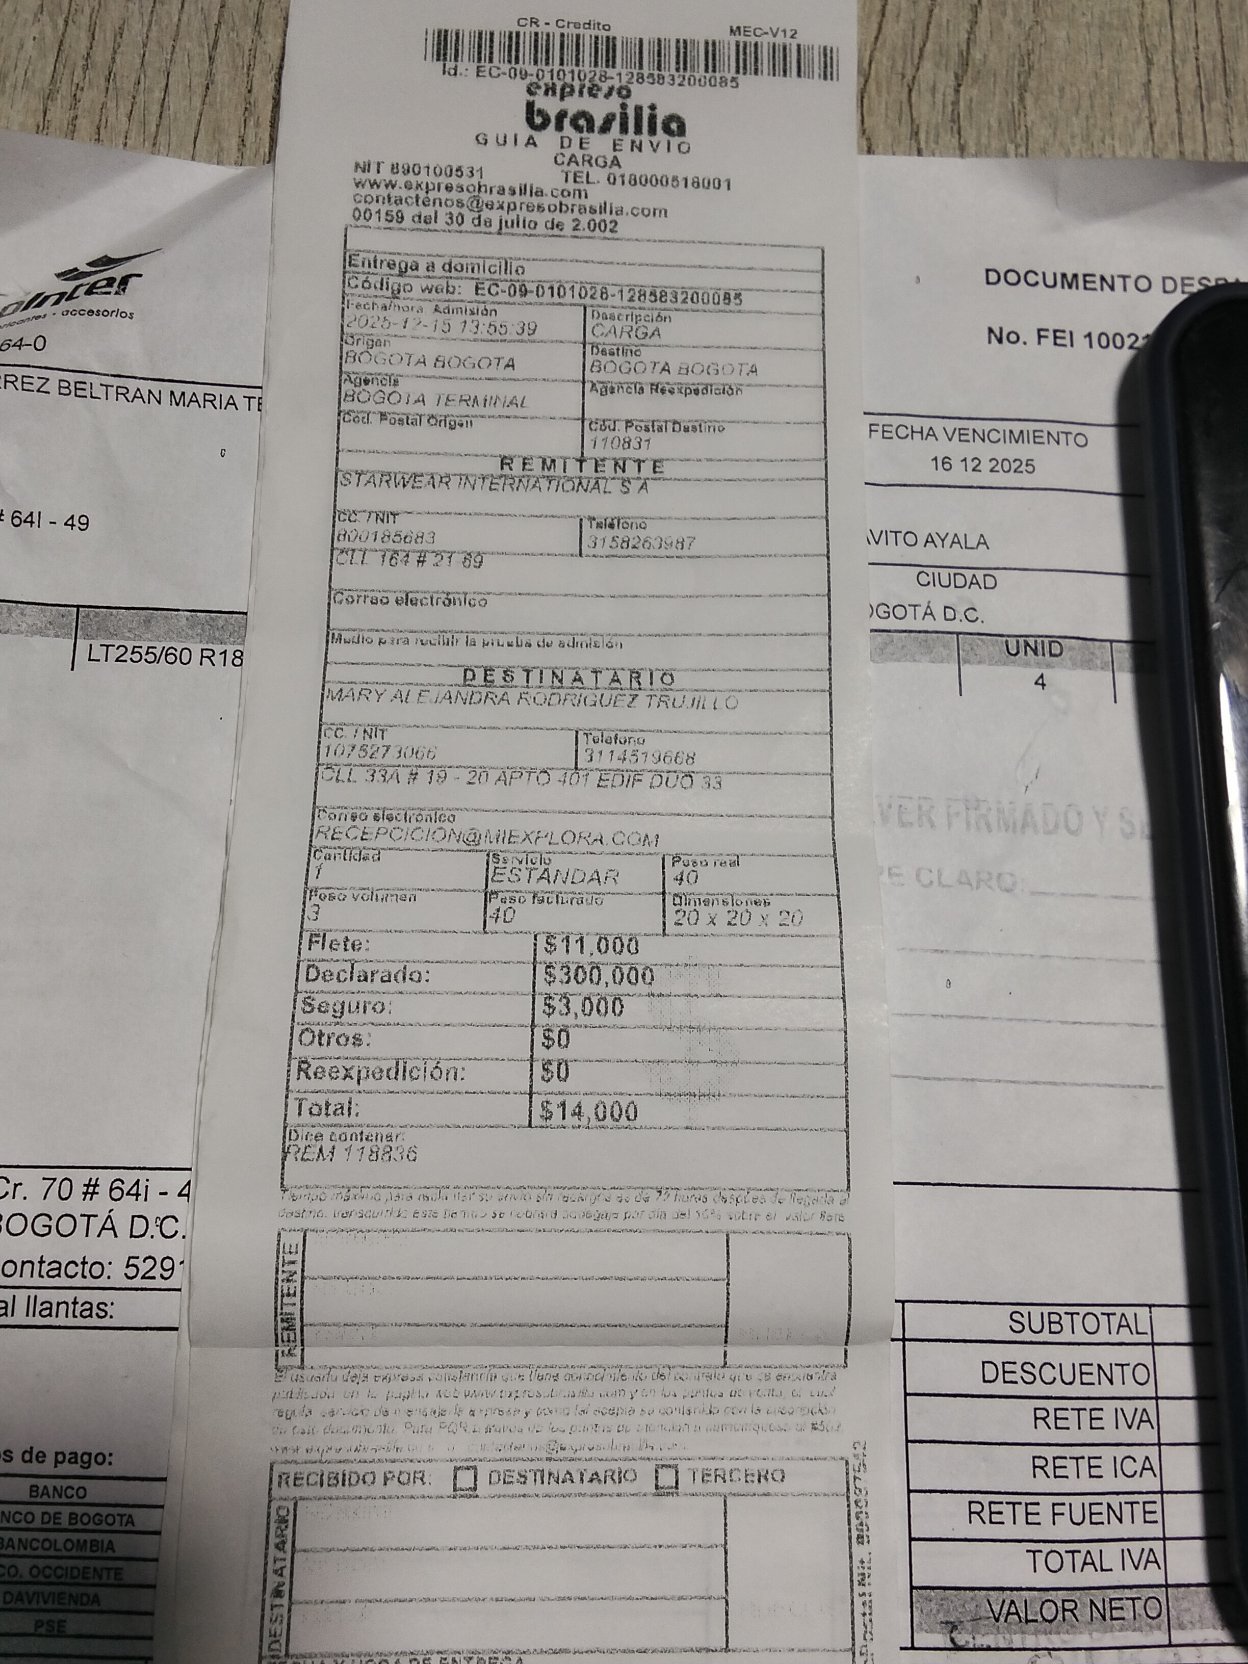 CR - Credito MEC-V12
Id.: EC-09-0101028-128583200085
expreso
brasilia
GUIA DE ENVIO
CARGA
NIT 890100531 TEL. 018000518001
www.expresobrasilia.com
contactenos@expresobrasilia.com
00159 del 30 de julio de 2.002
Entrega a domicilio
Código web: EC-09-0101028-128583200085
Fecha/hora Admisión Descripción
2025-12-15 13:55:39 CARGA
Origen Destino
BOGOTA BOGOTA BOGOTA BOGOTA
Agencia Agencia Reexpedición
BOGOTA TERMINAL
Cod. Postal Origen Cod. Postal Destino
110831
REMITENTE
STARWEAR INTERNATIONAL S A
CC. / NIT Teléfono
800185683 3158263987
CLL 164 # 21 69
Correo electrónico
Medio para recibir la prueba de admisión
DESTINATARIO
MARY ALEJANDRA RODRIGUEZ TRUJILLO
CC. / NIT Telefono
1075273066 3114519668
CLL 33A # 19 - 20 APTO 401 EDIF DUO 33
Correo electrónico
RECEPCICION@MIEXPLORA.COM
Cantidad Servicio Peso real
1 ESTANDAR 40
Peso volumen Peso facturado Dimensiones
3 40 20 x 20 x 20
Flete: $11,000
Declarado: $300,000
Seguro: $3,000
Otros: $0
Reexpedición: $0
Total: $14,000
Dice contener:
REM 118836
REMITENTE
RECIBIDO POR: DESTINATARIO TERCERO
DESTINATARIO
ointer
accesorios
64-0
RREZ BELTRAN MARIA TE
# 64I - 49
LT255/60 R18
Cr. 70 # 64i - 4
BOGOTÁ D.C.
ontacto: 529
al llantas:
s de pago:
BANCO
NCO DE BOGOTA
BANCOLOMBIA
CO. OCCIDENTE
DAVIVIENDA
PSE
DOCUMENTO DES
No. FEI 1002
FECHA VENCIMIENTO
16 12 2025
VITO AYALA
CIUDAD
OGOTÁ D.C.
UNID
4
VER FIRMADO Y SE
E CLARO:
SUBTOTAL
DESCUENTO
RETE IVA
RETE ICA
RETE FUENTE
TOTAL IVA
VALOR NETO